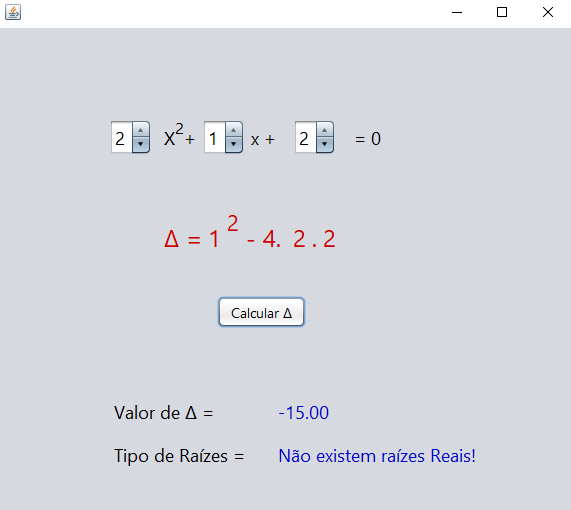 2 X² + 1 x + 2 = 0
Δ = 1 ² - 4. 2 . 2
Calcular Δ
Valor de Δ = -15.00
Tipo de Raízes = Não existem raízes Reais!